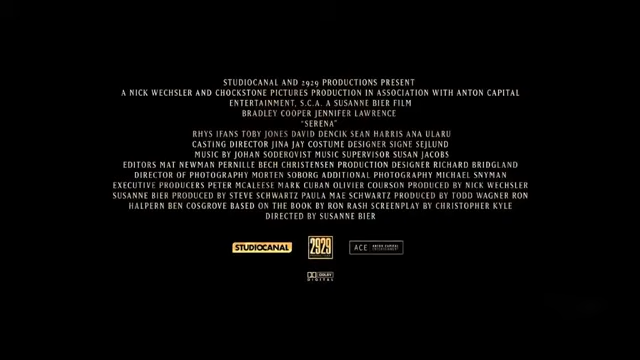 STUDIOCANAL AND 2929 PRODUCTIONS PRESENT
A NICK WECHSLER AND CHOCKSTONE PICTURES PRODUCTION IN ASSOCIATION WITH ANTON CAPITAL
ENTERTAINMENT, S.C.A. A SUSANNE BIER FILM
BRADLEY COOPER JENNIFER LAWRENCE
"SERENA"
RHYS IFANS TOBY JONES DAVID DENCIK SEAN HARRIS ANA ULARU
CASTING DIRECTOR JINA JAY COSTUME DESIGNER SIGNE SEJLUND
MUSIC BY JOHAN SODERQVIST MUSIC SUPERVISOR SUSAN JACOBS
EDITORS MAT NEWMAN PERNILLE BECH CHRISTENSEN PRODUCTION DESIGNER RICHARD BRIDGLAND
DIRECTOR OF PHOTOGRAPHY MORTEN SOBORG ADDITIONAL PHOTOGRAPHY MICHAEL SNYMAN
EXECUTIVE PRODUCERS PETER MCALEESE MARK CUBAN OLIVIER COURSON PRODUCED BY NICK WECHSLER
SUSANNE BIER PRODUCED BY STEVE SCHWARTZ PAULA MAE SCHWARTZ PRODUCED BY TODD WAGNER RON
HALPERN BEN COSGROVE BASED ON THE BOOK BY RON RASH SCREENPLAY BY CHRISTOPHER KYLE
DIRECTED BY SUSANNE BIER
STUDIOCANAL 2929 ACE ANTON CAPITAL ENTERTAINMENT
DOLBY DIGITAL